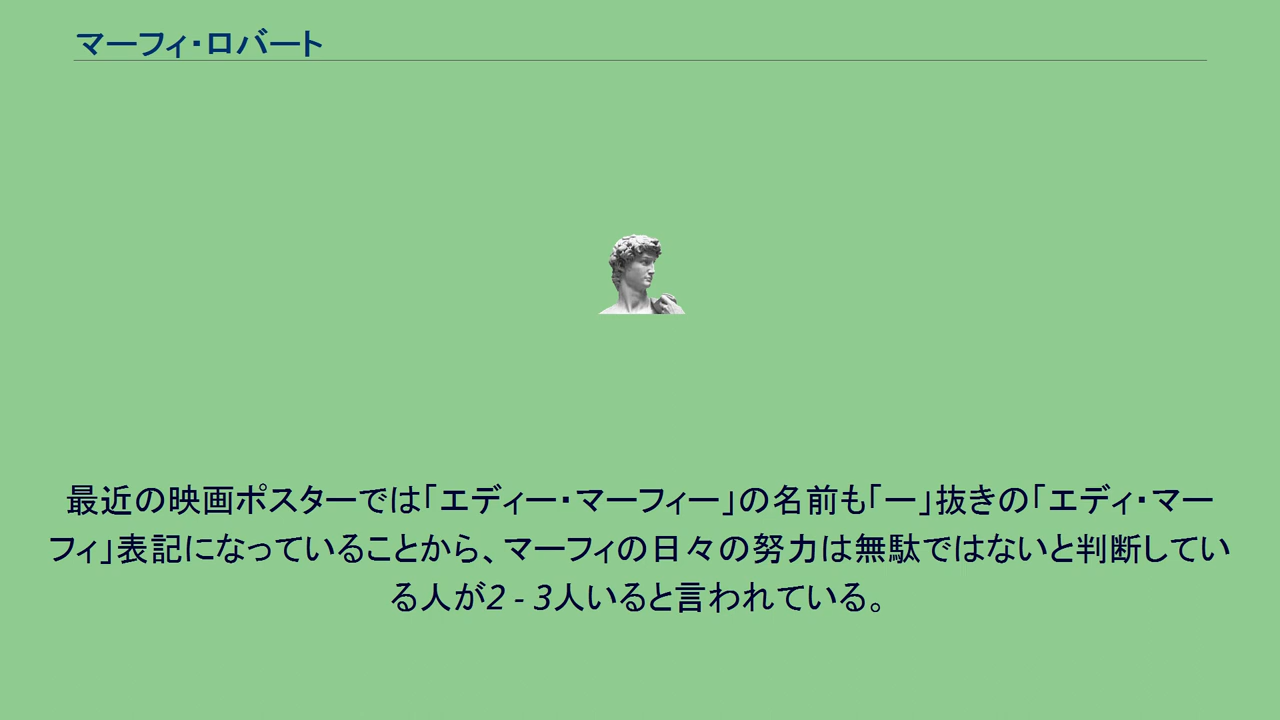 マーフィ・ロバート
最近の映画ポスターでは「エディー・マーフィー」の名前も「ー」抜きの「エディ・マー
フィ」表記になっていることから、マーフィの日々の努力は無駄ではないと判断してい
る人が2 - 3人いると言われている。